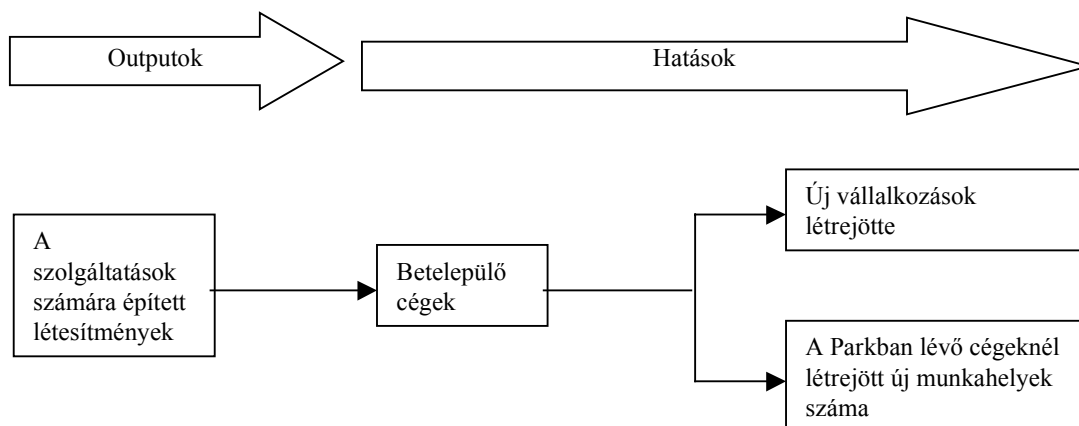 Outputok
Hatások
A
szolgáltatások
számára épített
létesítmények
Betelepülő
cégek
Új vállalkozások
létrejötte
A Parkban lévő cégeknél
létrejött új munkahelyek
száma